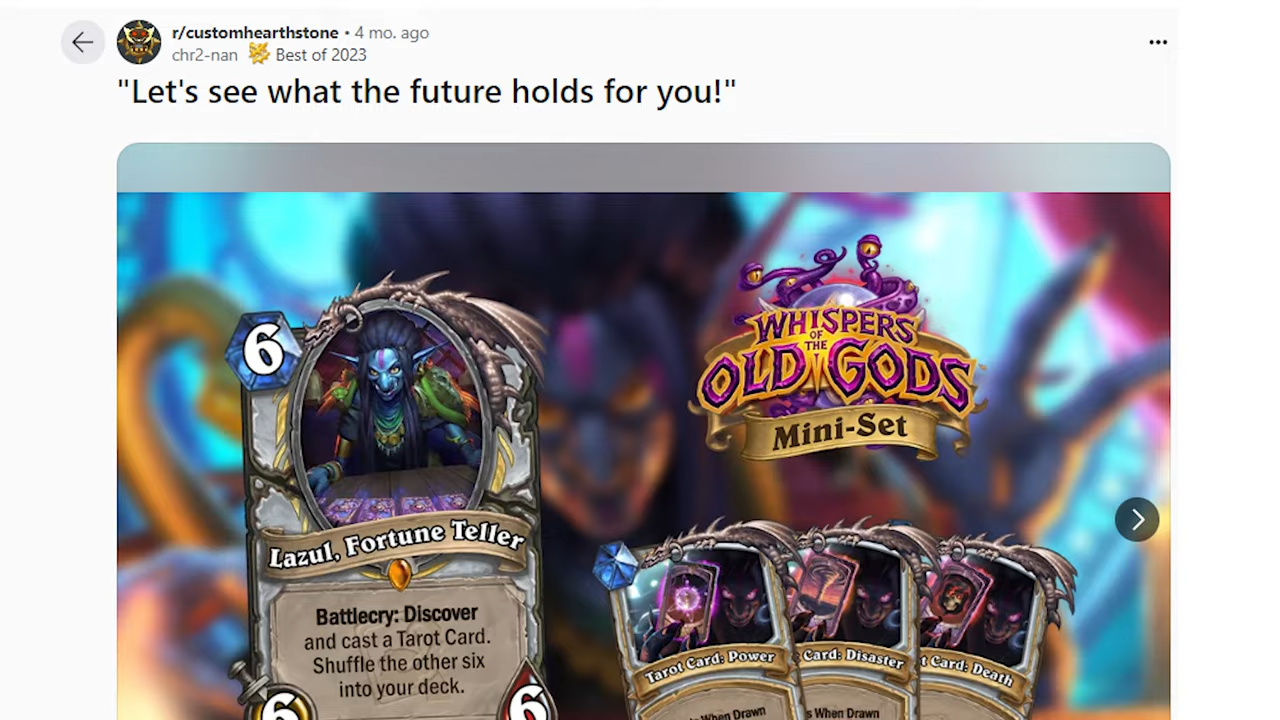 r/customhearthstone • 4 mo. ago
chr2-nan Best of 2023
"Let's see what the future holds for you!"
WHISPERS
OF THE
OLD GODS
Mini-Set
6
Lazul, Fortune Teller
Battlecry: Discover
and cast a Tarot Card.
Shuffle the other six
into your deck.
6
6
Tarot Card: Power
Card: Disaster
Card: Death
When Drawn
When Drawn